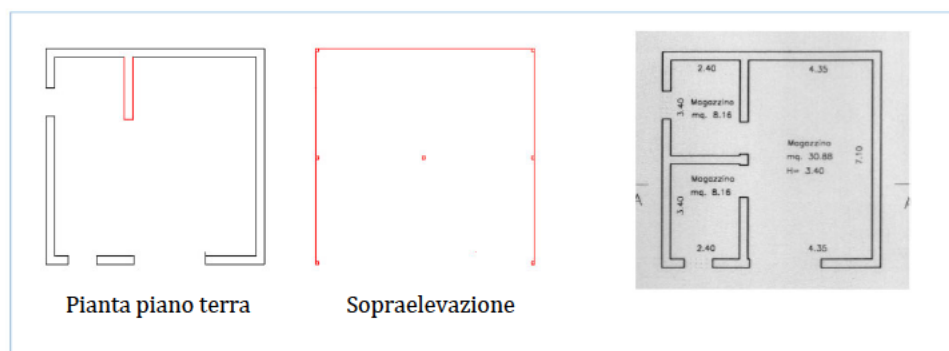 2.40
4.35
3.40
Magazzino
mq. 8.16
Magazzino
mq. 30.88
H= 3.40
7.10
Magazzino
mq. 8.16
3.40
A
A
2.40
4.35
Pianta piano terra
Sopraelevazione